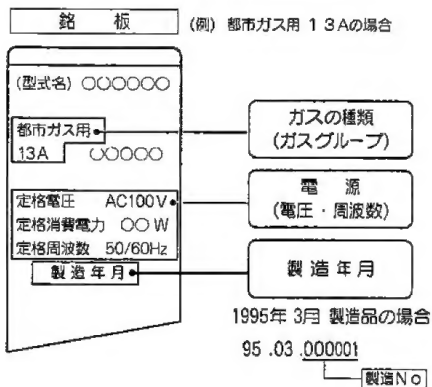 銘 板 (例) 都市ガス用 13Aの場合
(型式名) ○○○○○○
都市ガス用
13A ○○○○○
ガスの種類
(ガスグループ)
定格電圧 AC100V
定格消費電力 ○○W
定格周波数 50/60Hz
電 源
(電圧・周波数)
製造年月
製造年月
1995年 3月 製造品の場合
95 .03 .000001
製造No